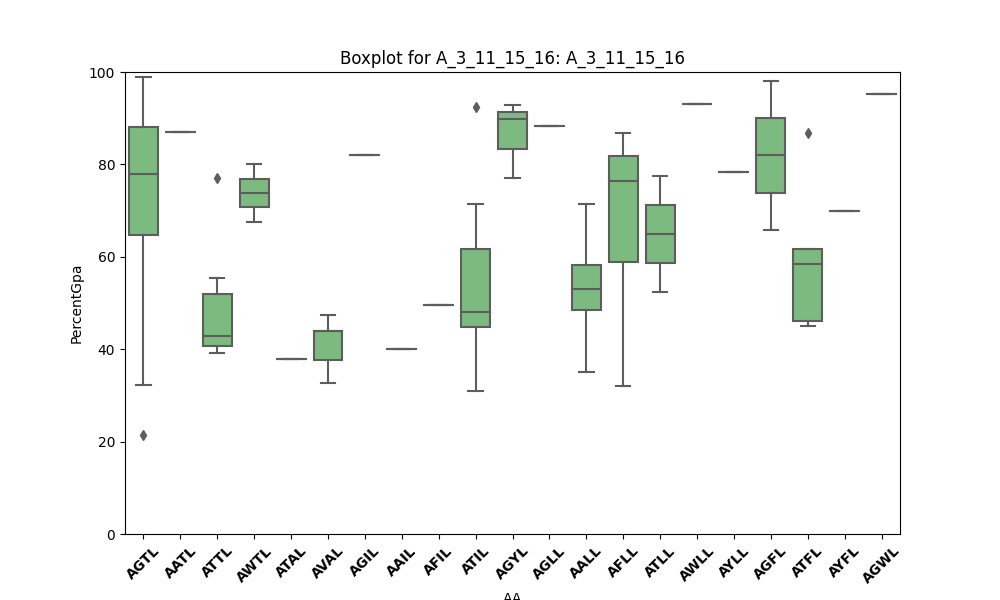 Boxplot for A_3_11_15_16: A_3_11_15_16
100
80
60
40
20
0
PercentGpa
AGTL AATL ATTL AWTL ATAL AVAL AGIL AAIL AFIL ATIL AGYL AGLL AALL AFLL ATLL AWLL AYLL AGFL ATFL AYFL AGWL
AA